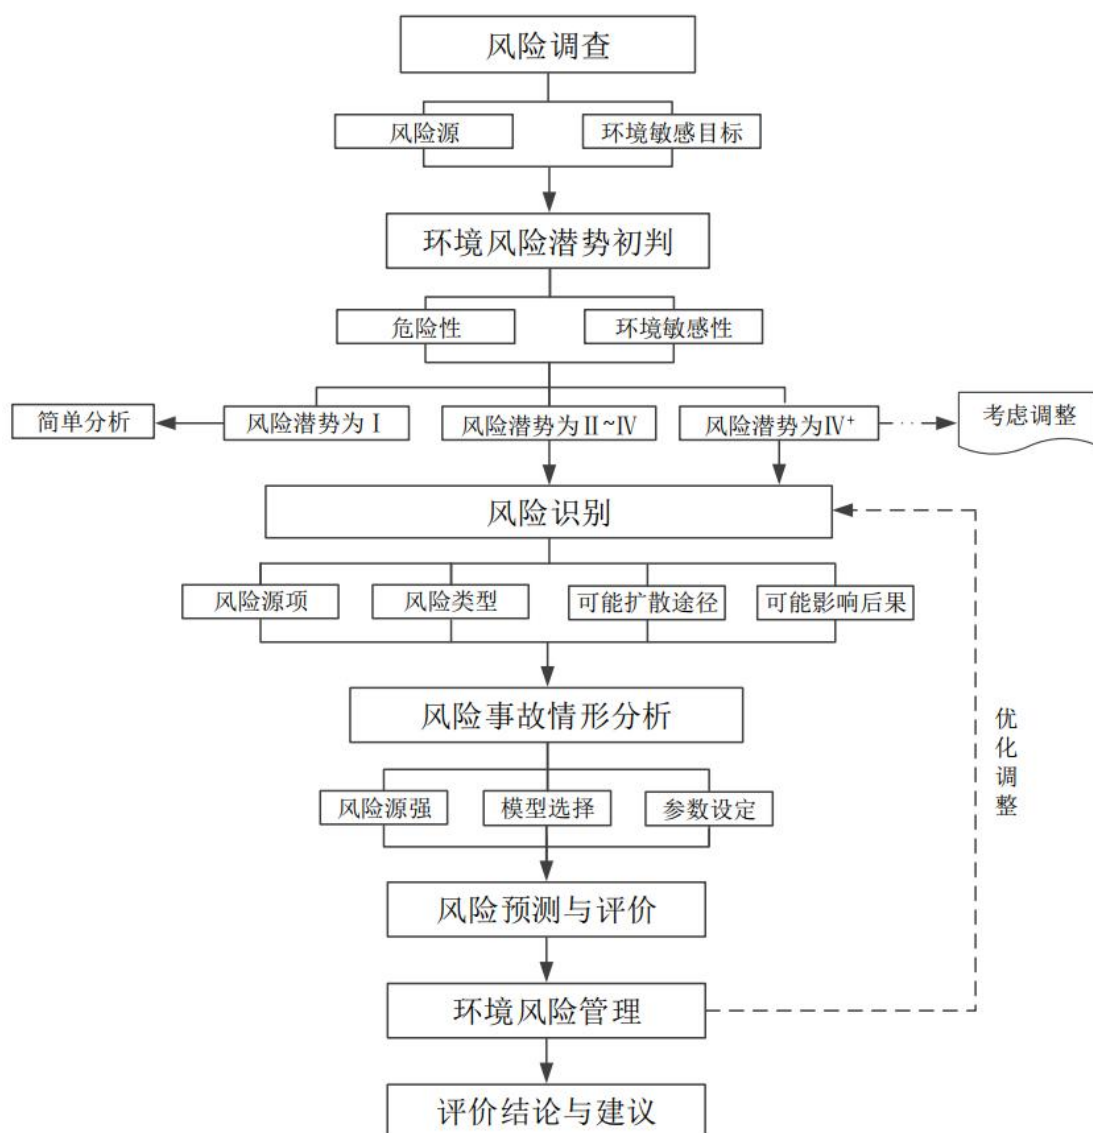 风险调查
风险源
环境敏感目标
环境风险潜势初判
危险性
环境敏感性
简单分析
风险潜势为Ⅰ
风险潜势为Ⅱ~Ⅳ
风险潜势为Ⅳ⁺
考虑调整
风险识别
风险源项
风险类型
可能扩散途径
可能影响后果
风险事故情形分析
风险源强
模型选择
参数设定
优化调整
风险预测与评价
环境风险管理
评价结论与建议